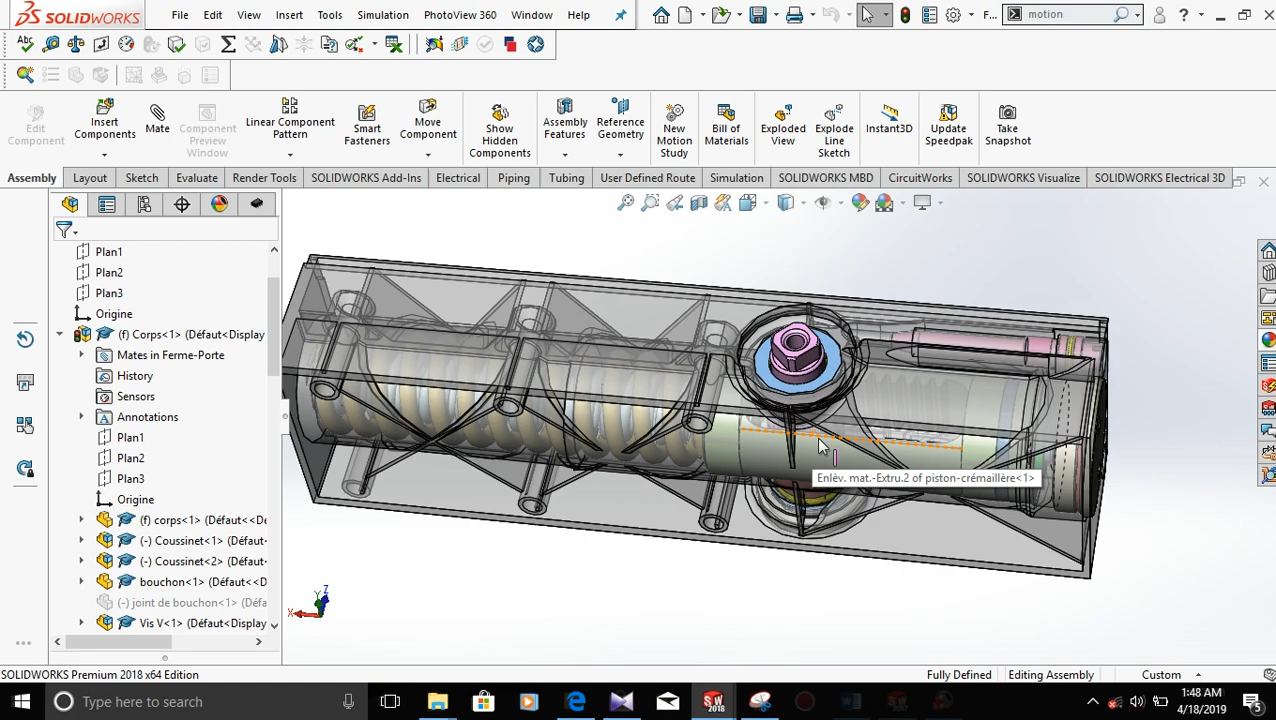 SOLIDWORKS File Edit View Insert Tools Simulation PhotoView 360 Window Help F... motion ?
Abc
Edit Component
Insert Components
Mate
Component Preview Window
Linear Component Pattern
Smart Fasteners
Move Component
Show Hidden Components
Assembly Features
Reference Geometry
New Motion Study
Bill of Materials
Exploded View
Explode Line Sketch
Instant3D
Update Speedpak
Take Snapshot
Assembly Layout Sketch Evaluate Render Tools SOLIDWORKS Add-Ins Electrical Piping Tubing User Defined Route Simulation SOLIDWORKS MBD CircuitWorks SOLIDWORKS Visualize SOLIDWORKS Electrical 3D
Plan1
Plan2
Plan3
Origine
(f) Corps<1> (Défaut<Display
Mates in Ferme-Porte
History
Sensors
Annotations
Plan1
Plan2
Plan3
Origine
(f) corps<1> (Défaut<<De
(-) Coussinet<1> (Défaut
(-) Coussinet<2> (Défaut
bouchon<1> (Défaut<<D
(-) joint de bouchon<1> (Défa
Vis V<1> (Défaut<Display
Enlèv. mat.-Extru.2 of piston-crémaillère<1>
X Y Z
SOLIDWORKS Premium 2018 x64 Edition Fully Defined Editing Assembly Custom
Type here to search
SW 2018
1:48 AM
4/18/2019
5